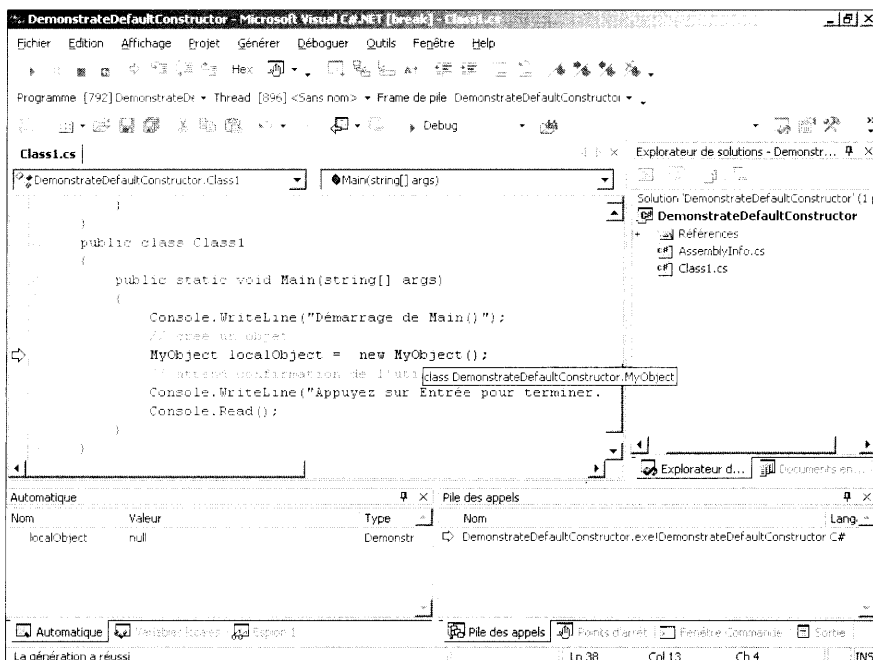 DemonstrateDefaultConstructor - Microsoft Visual C#.NET [break] - Class1.cs
Fichier Edition Affichage Projet Générer Déboguer Outils Fenêtre Help
Hex
Programme [792] DemonstrateDe Thread [896] <Sans nom> Frame de pile DemonstrateDefaultConstructor
Debug
Class1.cs
DemonstrateDefaultConstructor.Class1 Main(string[] args)
}
}
public class Class1
{
public static void Main(string[] args)
{
Console.WriteLine("Démarrage de Main()");
// crée un objet
MyObject localObject = new MyObject();
// attend confirmation de l'uti
class DemonstrateDefaultConstructor.MyObject
Console.WriteLine("Appuyez sur Entrée pour terminer.
Console.Read();
}
}
Explorateur de solutions - Demonstr...
Solution 'DemonstrateDefaultConstructor' (1
DemonstrateDefaultConstructor
Références
AssemblyInfo.cs
Class1.cs
Explorateur d... Documents en...
Automatique
Nom Valeur Type
localObject null Demonstr
Automatique Variables locales Espion 1
Pile des appels
Nom Lang
DemonstrateDefaultConstructor.exe!DemonstrateDefaultConstructor C#
Pile des appels Points d'arrêt Fenêtre Commande Sortie
La génération a réussi Ln 38 Col 13 Ch 4 INS